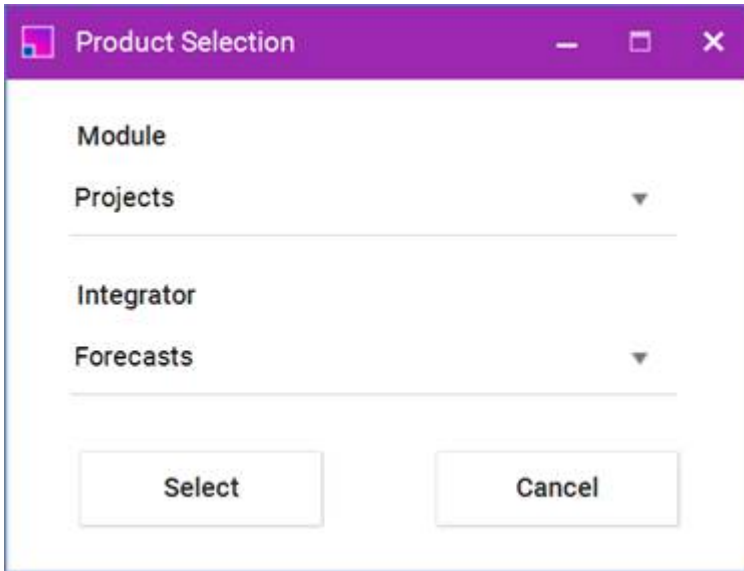 Product Selection
Module
Projects
Integrator
Forecasts
Select Cancel